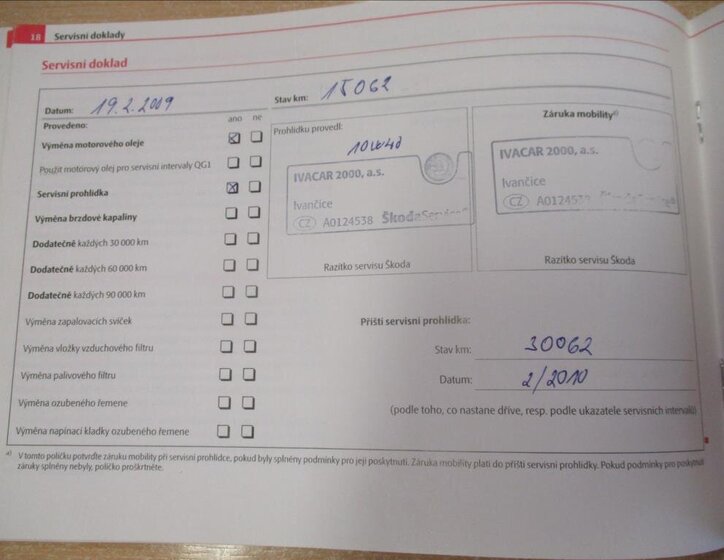 18 Servisní doklady
Servisní doklad
Datum: 19.2.2009
Stav km: 15062
Provedeno:
ano ne
Výměna motorového oleje
Použit motorový olej pro servisní intervaly QG1
Servisní prohlídka
Výměna brzdové kapaliny
Dodatečně každých 30 000 km
Dodatečně každých 60 000 km
Dodatečně každých 90 000 km
Výměna zapalovacích svíček
Výměna vložky vzduchového filtru
Výměna palivového filtru
Výměna ozubeného řemene
Výměna napínací kladky ozubeného řemene
Prohlídku provedl:
IVACAR 2000, a.s.
Ivančice
CZ A0124538 ŠkodaService
Razítko servisu Škoda
Záruka mobility a)
IVACAR 2000, a.s.
Ivančice
CZ
Razítko servisu Škoda
Příští servisní prohlídka:
Stav km: 30062
Datum: 2/2010
(podle toho, co nastane dříve, resp. podle ukazatele servisních intervalů)
a) V tomto políčku potvrďte záruku mobility při servisní prohlídce, pokud byly splněny podmínky pro její poskytnutí. Záruka mobility platí do příští servisní prohlídky. Pokud podmínky pro poskytnutí
záruky splněny nebyly, políčko proškrtněte.